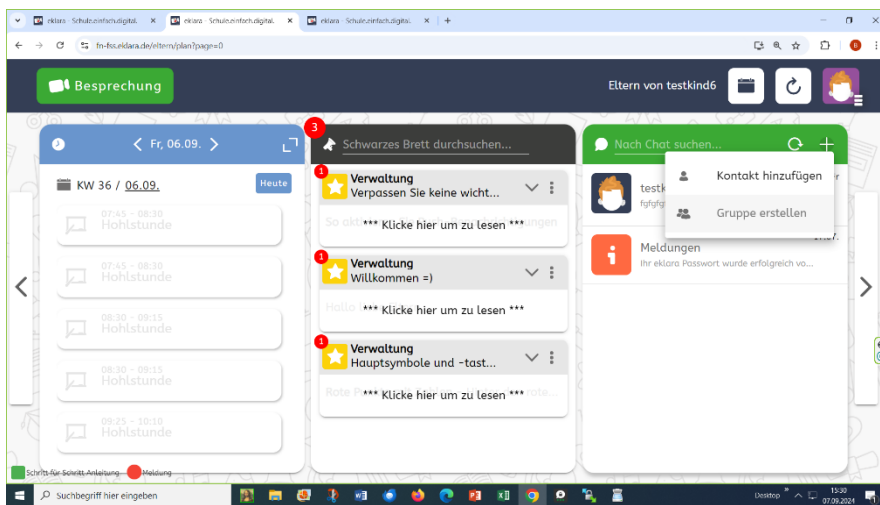 eklara - Schule.einfach.digital.
eklara - Schule.einfach.digital.
eklara - Schule.einfach.digital.
fn-fss.eklara.de/eltern/plan?page=0
B
Besprechung
Eltern von testkind6
Fr, 06.09.
KW 36 / 06.09.
Heute
07:45 - 08:30
Hohlstunde
07:45 - 08:30
Hohlstunde
08:30 - 09:15
Hohlstunde
08:30 - 09:15
Hohlstunde
09:25 - 10:10
Hohlstunde
3
Schwarzes Brett durchsuchen...
1
Verwaltung
Verpassen Sie keine wicht...
*** Klicke hier um zu lesen ***
1
Verwaltung
Willkommen =)
*** Klicke hier um zu lesen ***
1
Verwaltung
Hauptsymbole und -tast...
*** Klicke hier um zu lesen ***
Nach Chat suchen...
Kontakt hinzufügen
Gruppe erstellen
testk
fgfgfg
Meldungen
Ihr eklara Passwort wurde erfolgreich vo...
Schritt für Schritt Anleitung
Meldung
Suchbegriff hier eingeben
Desktop
15:30
07.09.2024